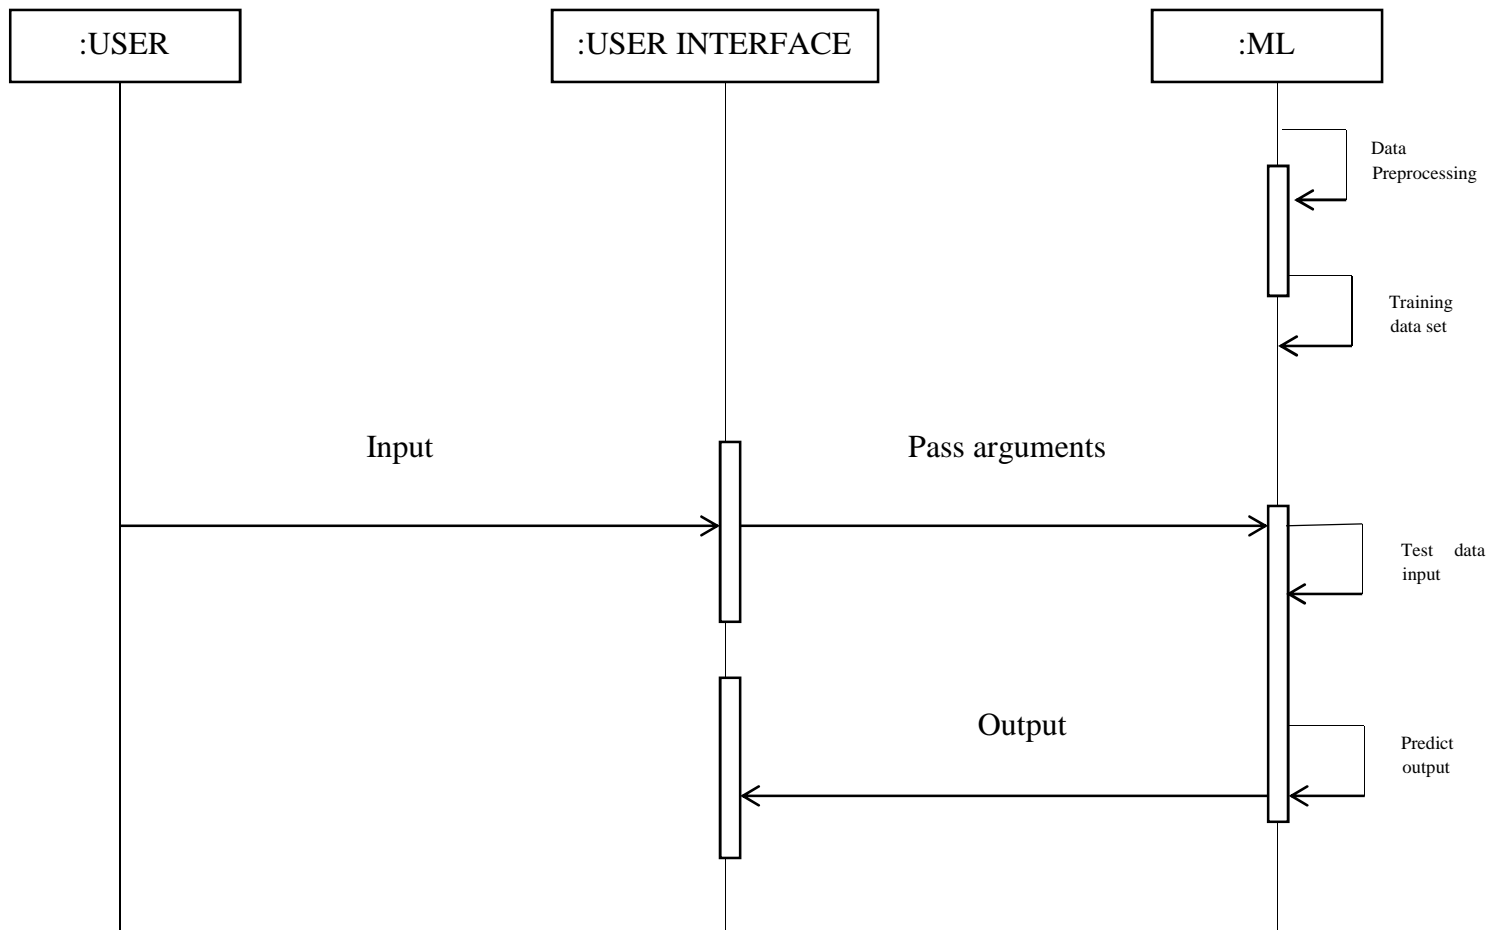 :USER
:USER INTERFACE
:ML
Data
Preprocessing
Training
data set
Input
Pass arguments
Test data
input
Output
Predict
output